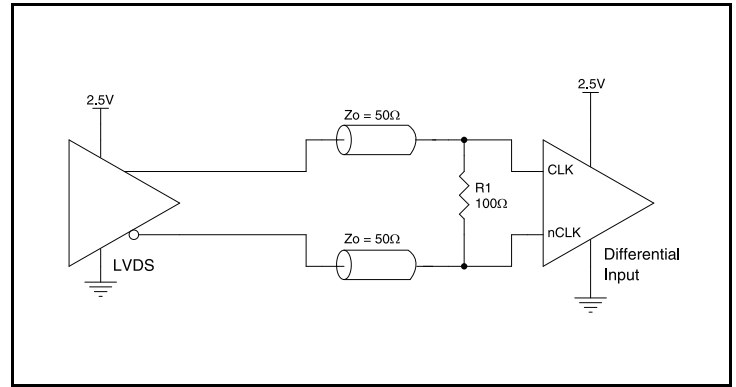 2.5V
LVDS
Zo = 50Ω
Zo = 50Ω
R1
100Ω
2.5V
CLK
nCLK
Differential
Input